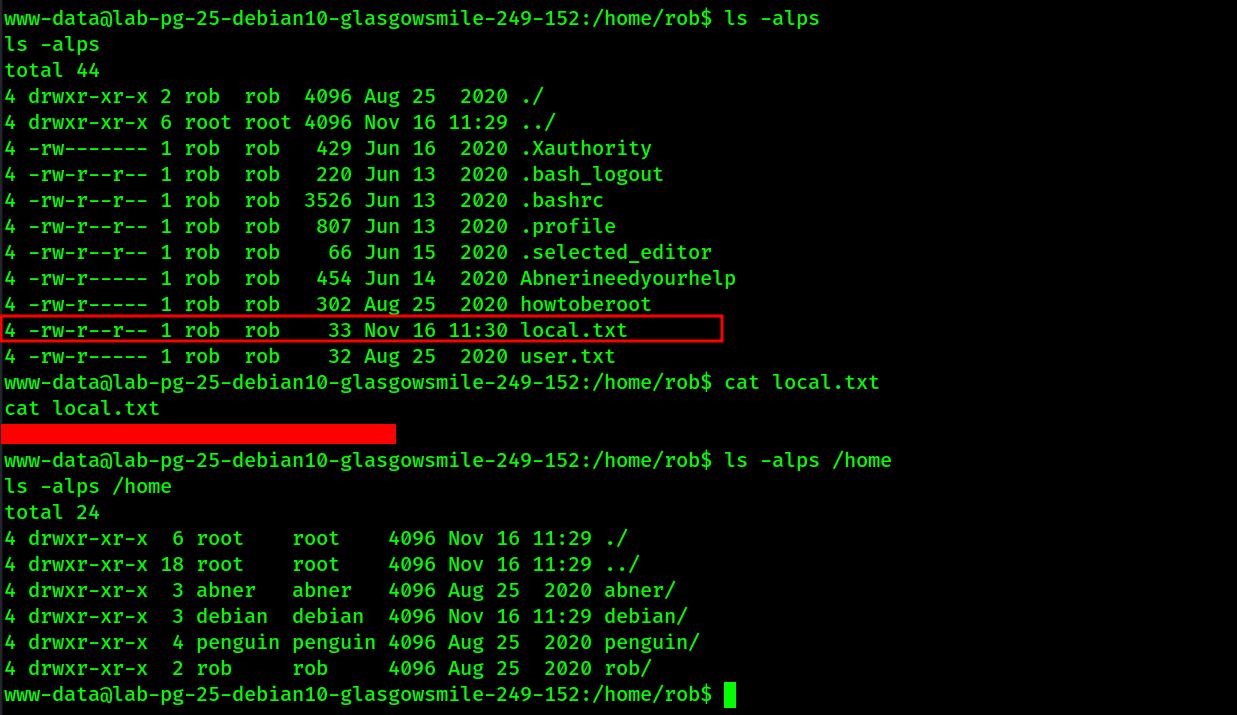 www-data@lab-pg-25-debian10-glasgowsmile-249-152:/home/rob$ ls -alps
ls -alps
total 44
4 drwxr-xr-x 2 rob  rob  4096 Aug 25  2020 ./
4 drwxr-xr-x 6 root root 4096 Nov 16 11:29 ../
4 -rw------- 1 rob  rob   429 Jun 16  2020 .Xauthority
4 -rw-r--r-- 1 rob  rob   220 Jun 13  2020 .bash_logout
4 -rw-r--r-- 1 rob  rob  3526 Jun 13  2020 .bashrc
4 -rw-r--r-- 1 rob  rob   807 Jun 13  2020 .profile
4 -rw-r--r-- 1 rob  rob    66 Jun 15  2020 .selected_editor
4 -rw-r----- 1 rob  rob   454 Jun 14  2020 Abnerineedyourhelp
4 -rw-r----- 1 rob  rob   302 Aug 25  2020 howtoberoot
4 -rw-r--r-- 1 rob  rob    33 Nov 16 11:30 local.txt
4 -rw-r----- 1 rob  rob    32 Aug 25  2020 user.txt
www-data@lab-pg-25-debian10-glasgowsmile-249-152:/home/rob$ cat local.txt
cat local.txt
www-data@lab-pg-25-debian10-glasgowsmile-249-152:/home/rob$ ls -alps /home
ls -alps /home
total 24
4 drwxr-xr-x  6 root    root    4096 Nov 16 11:29 ./
4 drwxr-xr-x 18 root    root    4096 Nov 16 11:29 ../
4 drwxr-xr-x  3 abner   abner   4096 Aug 25  2020 abner/
4 drwxr-xr-x  3 debian  debian  4096 Nov 16 11:29 debian/
4 drwxr-xr-x  4 penguin penguin 4096 Aug 25  2020 penguin/
4 drwxr-xr-x  2 rob     rob     4096 Aug 25  2020 rob/
www-data@lab-pg-25-debian10-glasgowsmile-249-152:/home/rob$